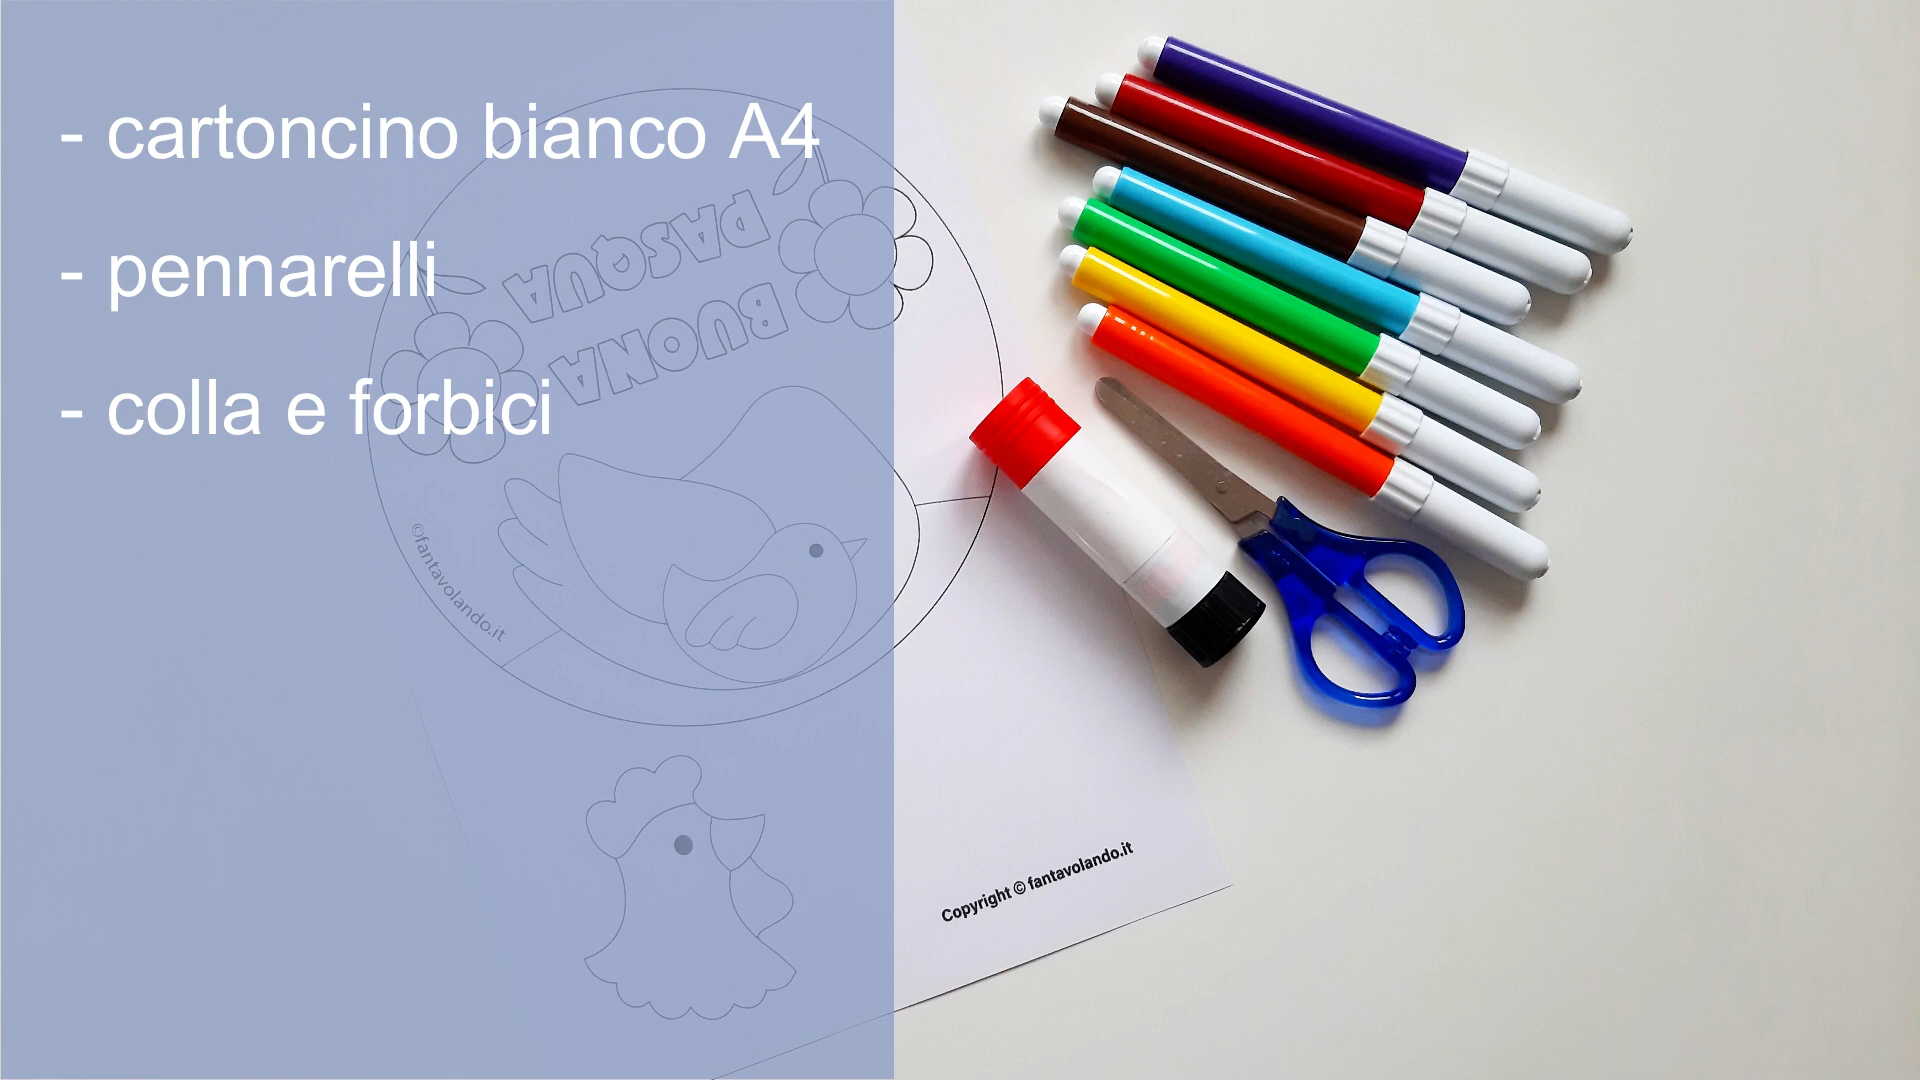 - cartoncino bianco A4
- pennarelli
- colla e forbici
BUONA
PASQUA
©fantavolando.it
Copyright © fantavolando.it